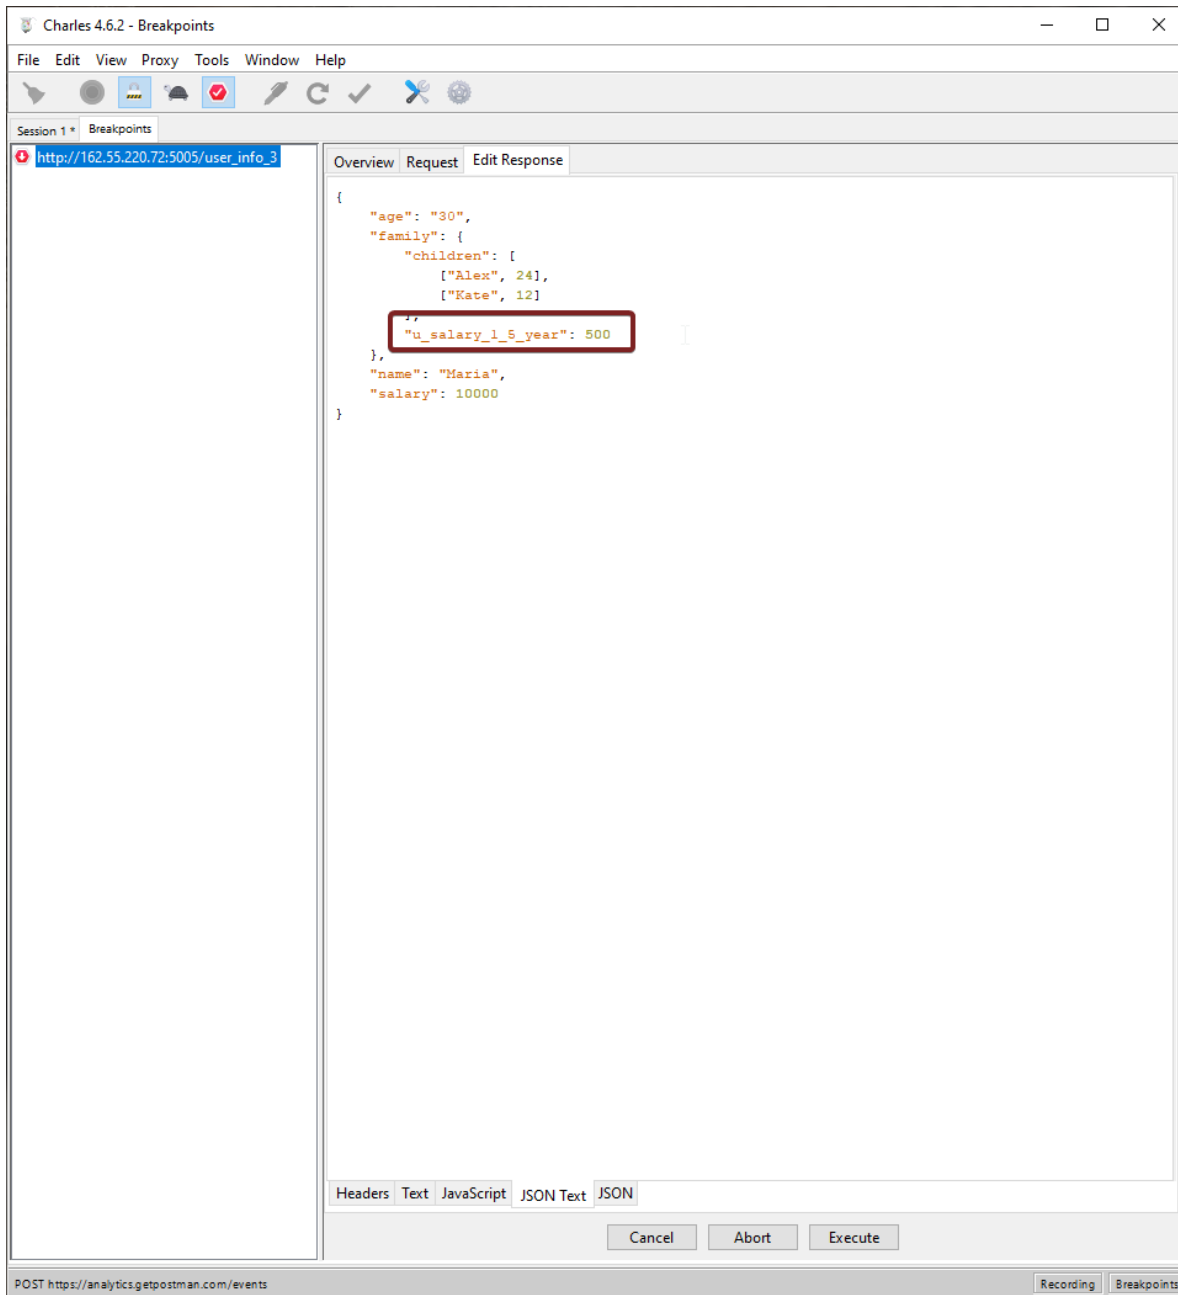 Charles 4.6.2 - Breakpoints
File Edit View Proxy Tools Window Help
Session 1 * Breakpoints
http://162.55.220.72:5005/user_info_3
Overview Request Edit Response
{
"age": "30",
"family": {
"children": [
["Alex", 24],
["Kate", 12]
],
"u_salary_1_5_year": 500
},
"name": "Maria",
"salary": 10000
}
Headers Text JavaScript JSON Text JSON
Cancel Abort Execute
POST https://analytics.getpostman.com/events Recording Breakpoints